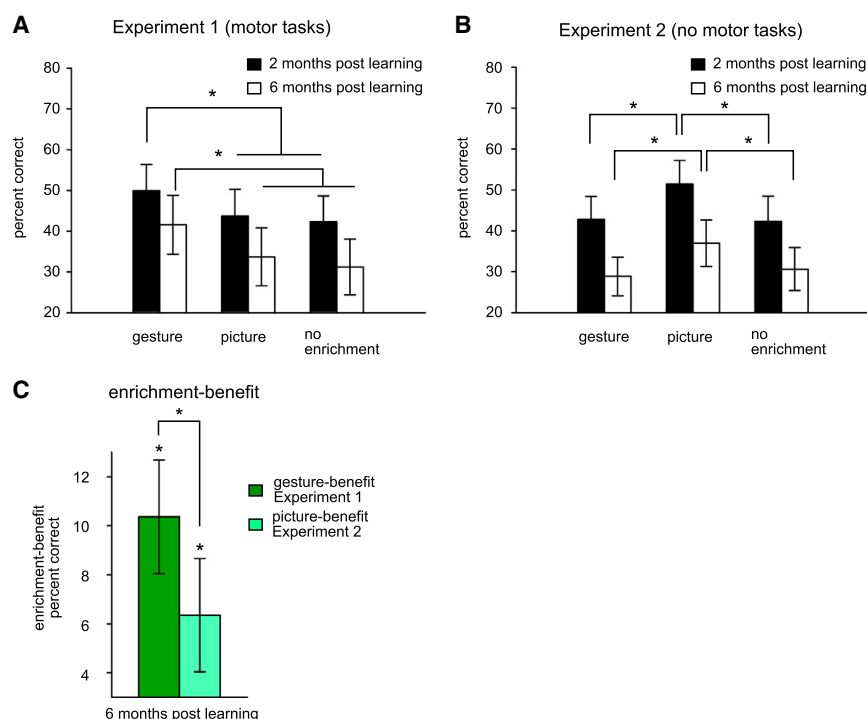 A
Experiment 1 (motor tasks)
2 months post learning
6 months post learning
80
70
60
50
40
30
20
percent correct
*
*
gesture
picture
no
enrichment
B
Experiment 2 (no motor tasks)
2 months post learning
6 months post learning
80
70
60
50
40
30
20
percent correct
*
*
*
*
gesture
picture
no
enrichment
C
enrichment-benefit
*
*
*
12
10
8
6
4
enrichment-benefit
percent correct
gesture-benefit
Experiment 1
picture-benefit
Experiment 2
6 months post learning